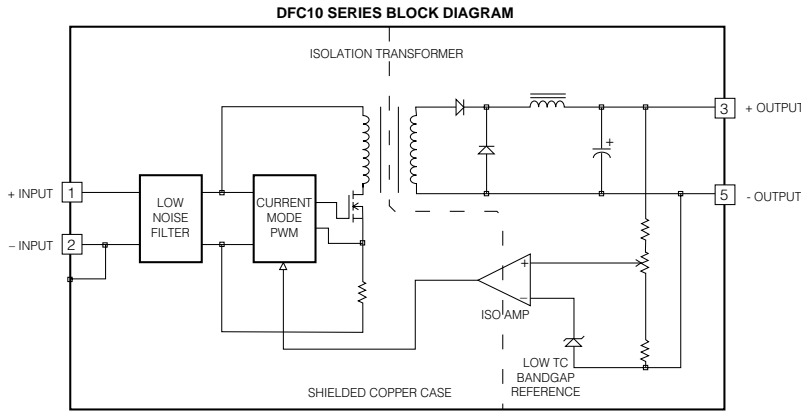 DFC10 SERIES BLOCK DIAGRAM
ISOLATION TRANSFORMER
3
+ OUTPUT
+
+ INPUT
1
5
- OUTPUT
LOW
NOISE
FILTER
CURRENT
MODE
PWM
– INPUT
2
+
–
ISO AMP
LOW TC
BANDGAP
REFERENCE
SHIELDED COPPER CASE